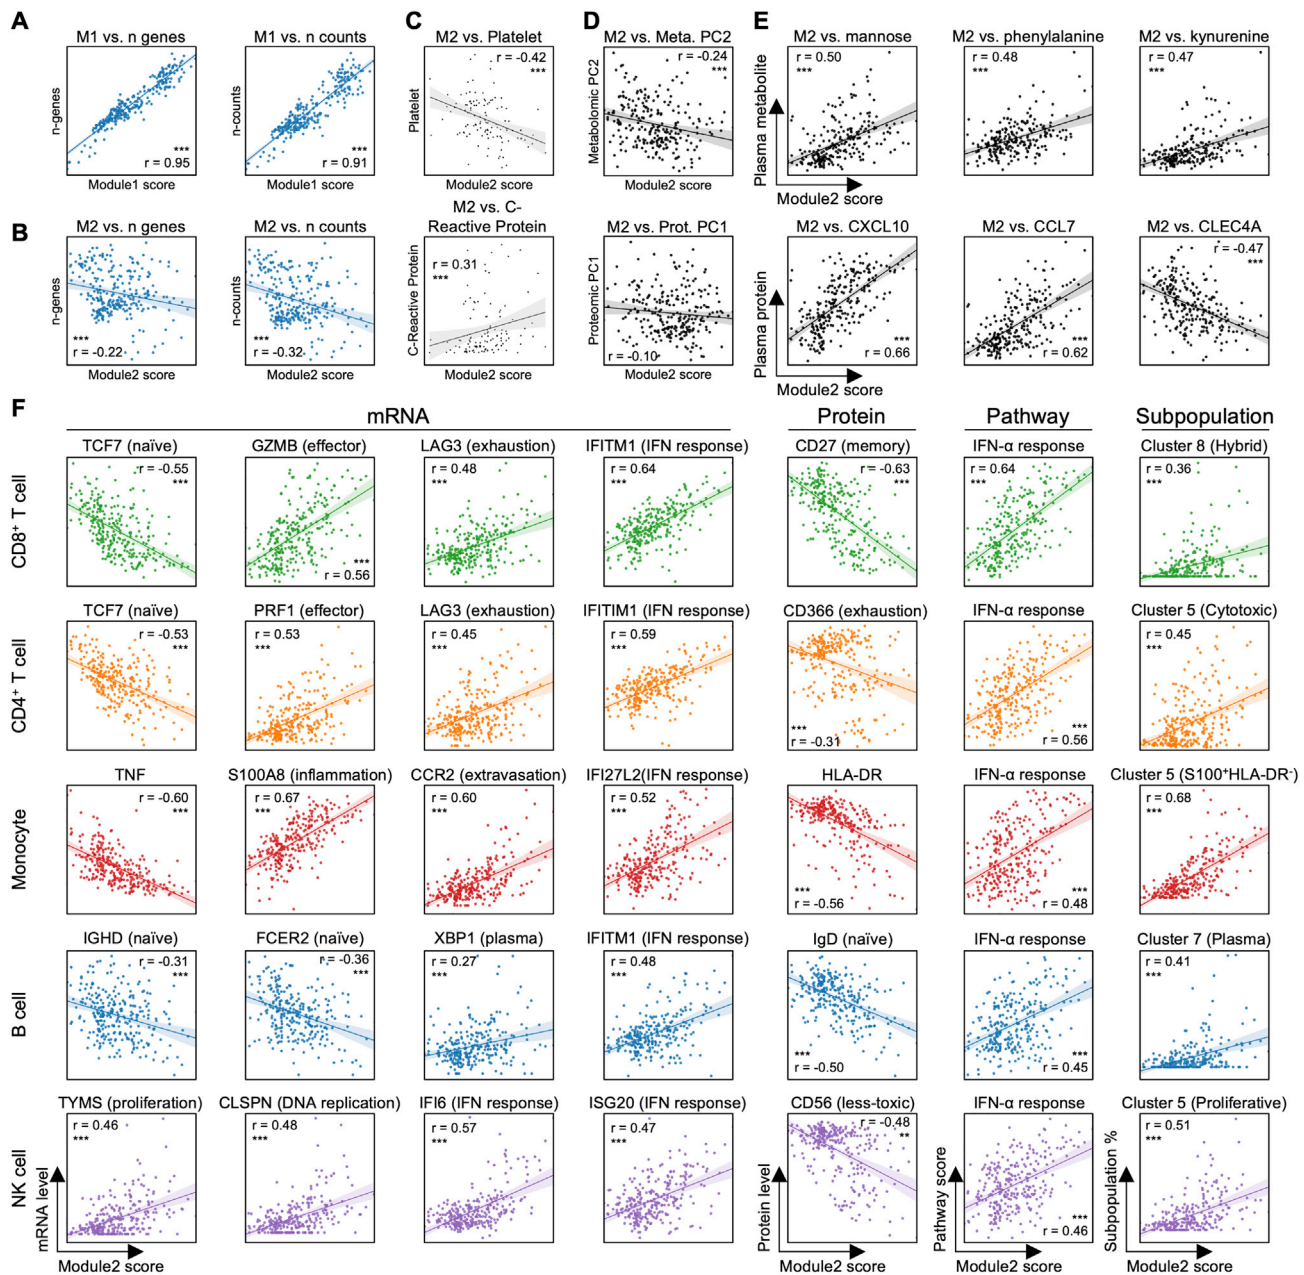 A
M1 vs. n genes
n-genes
***
r = 0.95
Module1 score
M1 vs. n counts
n-counts
***
r = 0.91
Module1 score
C
M2 vs. Platelet
Platelet
r = -0.42
***
Module2 score
D
M2 vs. Meta. PC2
Metabolomic PC2
r = -0.24
***
Module2 score
E
M2 vs. mannose
r = 0.50
***
Plasma metabolite
Module2 score
M2 vs. phenylalanine
r = 0.48
***
M2 vs. kynurenine
r = 0.47
***
B
M2 vs. n genes
n-genes
***
r = -0.22
Module2 score
M2 vs. n counts
n-counts
***
r = -0.32
Module2 score
M2 vs. C-
Reactive Protein
C-Reactive Protein
r = 0.31
***
Module2 score
M2 vs. Prot. PC1
Proteomic PC1
r = -0.10
Module2 score
M2 vs. CXCL10
Plasma protein
***
r = 0.66
Module2 score
M2 vs. CCL7
***
r = 0.62
M2 vs. CLEC4A
r = -0.47
***
F
mRNA
Protein
Pathway
Subpopulation
CD8+ T cell
TCF7 (naïve)
r = -0.55
***
GZMB (effector)
***
r = 0.56
LAG3 (exhaustion)
r = 0.48
***
IFITM1 (IFN response)
r = 0.64
***
CD27 (memory)
r = -0.63
***
IFN-α response
r = 0.64
***
Cluster 8 (Hybrid)
r = 0.36
***
CD4+ T cell
TCF7 (naïve)
r = -0.53
***
PRF1 (effector)
r = 0.53
***
LAG3 (exhaustion)
r = 0.45
***
IFITIM1 (IFN response)
r = 0.59
***
CD366 (exhaustion)
***
r = -0.31
IFN-α response
***
r = 0.56
Cluster 5 (Cytotoxic)
r = 0.45
***
Monocyte
TNF
r = -0.60
***
S100A8 (inflammation)
r = 0.67
***
CCR2 (extravasation)
r = 0.60
***
IFI27L2(IFN response)
r = 0.52
***
HLA-DR
***
r = -0.56
IFN-α response
***
r = 0.48
Cluster 5 (S100+HLA-DR-)
r = 0.68
***
B cell
IGHD (naïve)
r = -0.31
***
FCER2 (naïve)
r = -0.36
***
XBP1 (plasma)
r = 0.27
***
IFITM1 (IFN response)
r = 0.48
***
IgD (naïve)
***
r = -0.50
IFN-α response
***
r = 0.45
Cluster 7 (Plasma)
r = 0.41
***
NK cell
TYMS (proliferation)
r = 0.46
***
mRNA level
Module2 score
CLSPN (DNA replication)
r = 0.48
***
IFI6 (IFN response)
r = 0.57
***
ISG20 (IFN response)
r = 0.47
***
CD56 (less-toxic)
r = -0.48
**
Protein level
Module2 score
IFN-α response
***
r = 0.46
Pathway score
Module2 score
Cluster 5 (Proliferative)
r = 0.51
***
Subpopulation %
Module2 score